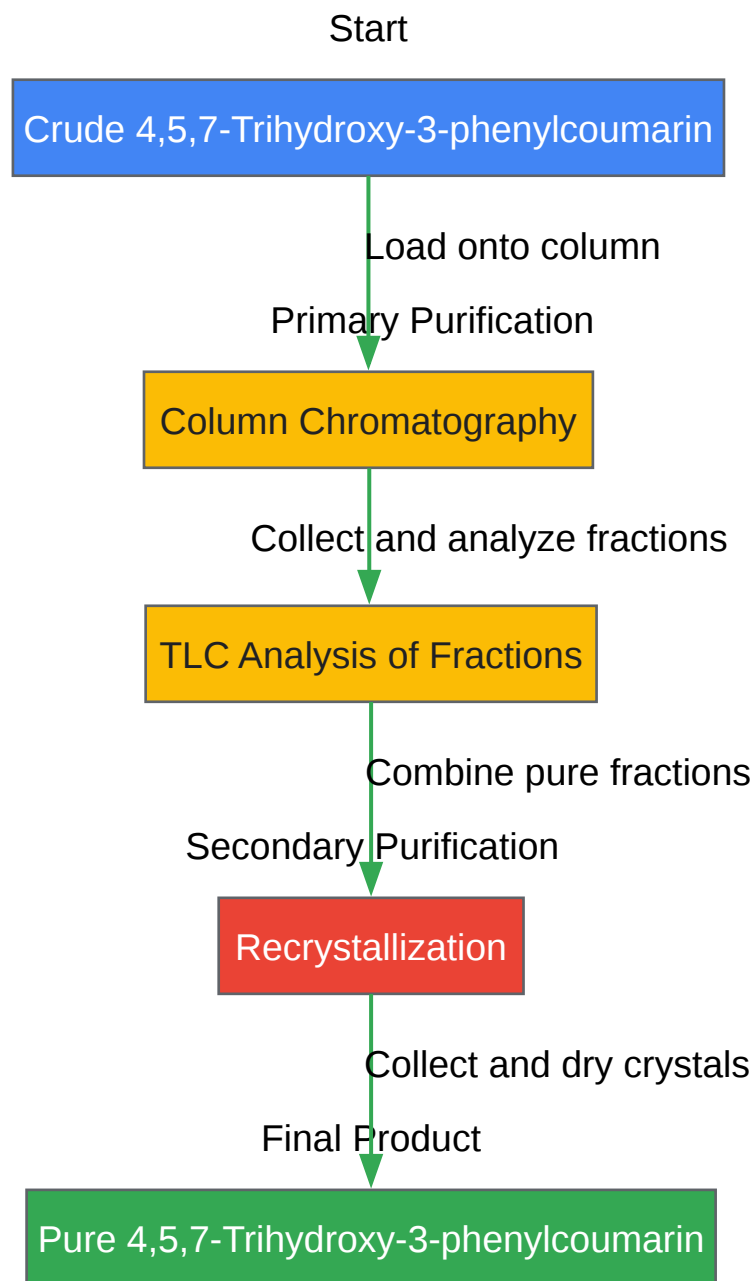 Start
Crude 4,5,7-Trihydroxy-3-phenylcoumarin
Load onto column
Primary Purification
Column Chromatography
Collect and analyze fractions
TLC Analysis of Fractions
Combine pure fractions
Secondary Purification
Recrystallization
Collect and dry crystals
Final Product
Pure 4,5,7-Trihydroxy-3-phenylcoumarin